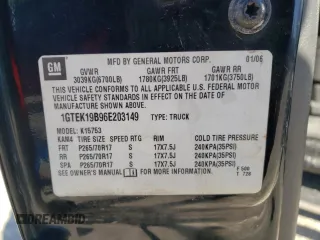 GM
MFD BY GENERAL MOTORS CORP. 01/06
GVWR GAWR FRT GAWR RR
3039KG(6700LB) 1780KG(3925LB) 1701KG(3750LB)
THIS VEHICLE CONFORMS TO ALL APPLICABLE U.S. FEDERAL MOTOR
VEHICLE SAFETY STANDARDS IN EFFECT ON THE DATE OF
MANUFACTURE SHOWN ABOVE.
1GTEK19B96E203149 TYPE: TRUCK
MODEL: K15753
TIRE SIZE SPEED RTG RIM COLD TIRE PRESSURE
FRT P265/70R17 S 17X7.5J 240KPA(35PSI)
RR P265/70R17 S 17X7.5J 240KPA(35PSI)
SPA P265/70R17 S 17X7.5J 240KPA(35PSI)
SEE OWNER'S MANUAL FOR MORE INFORMATION.
DREAMBID